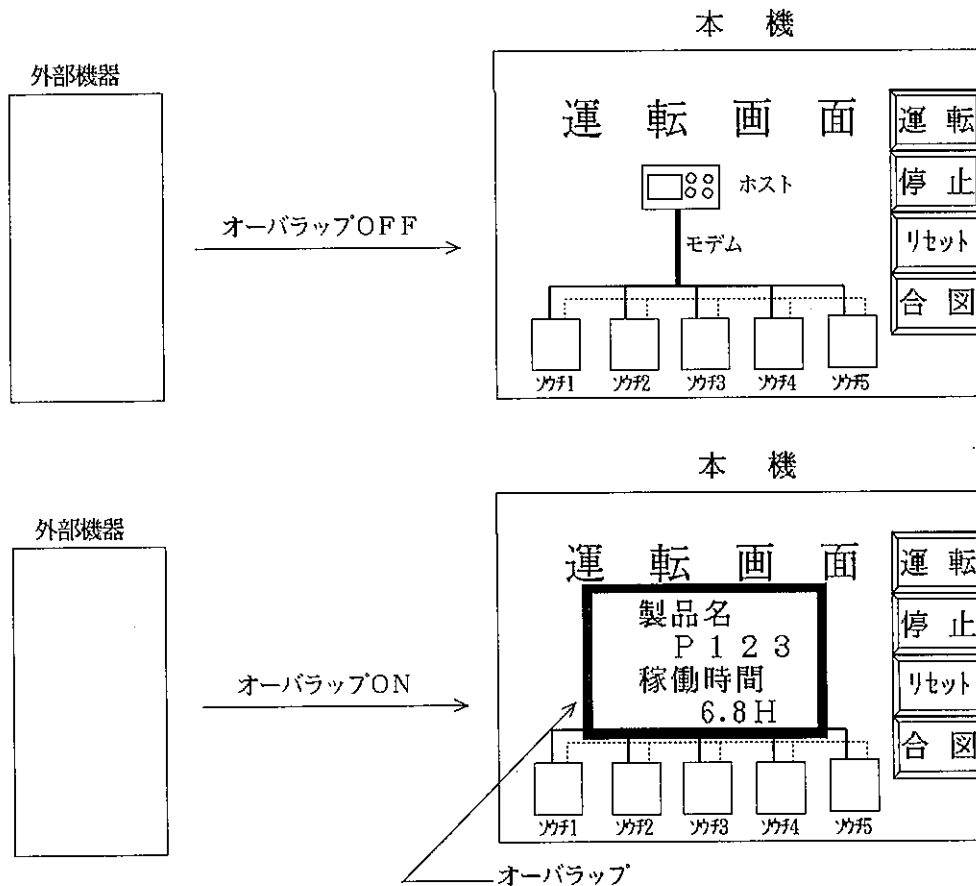 本　機
外部機器
運　転　画　面
運 転
停 止
リセット
合 図
ホスト
オーバラップOFF
モデム
ソウチ1 ソウチ2 ソウチ3 ソウチ4 ソウチ5
本　機
外部機器
運　転　画　面
運 転
停 止
リセット
合 図
製品名
P123
稼働時間
6.8H
オーバラップON
ソウチ1 ソウチ2 ソウチ3 ソウチ4 ソウチ5
オーバラップ